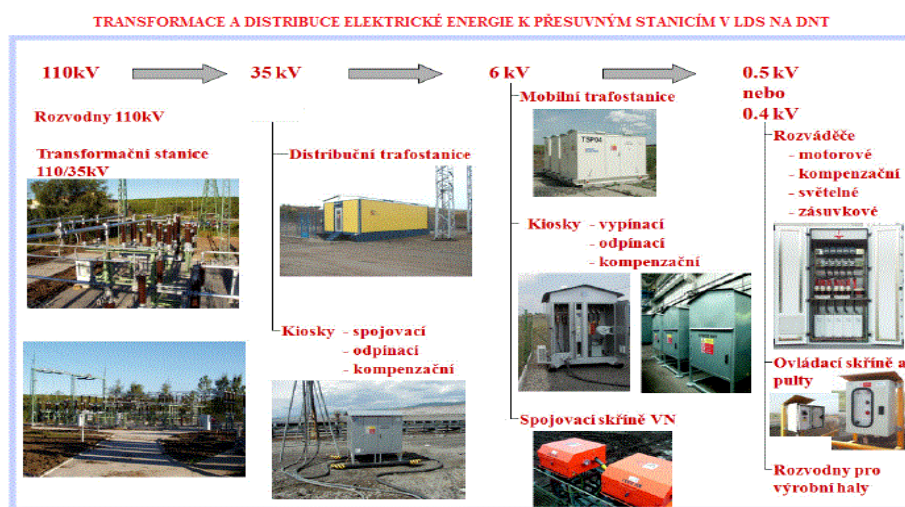 TRANSFORMACE A DISTRIBUCE ELEKTRICKÉ ENERGIE K PŘESUVNÝM STANICÍM V LDS NA DNT
110kV
35 kV
6 kV
0.5 kV
nebo
0.4 kV
Rozvodny 110kV
Transformační stanice
110/35kV
Distribuční trafostanice
Kiosky - spojovací
- odpínací
- kompenzační
Mobilní trafostanice
TSP04
Kiosky - vypínací
- odpínací
- kompenzační
Spojovací skříně VN
Rozváděče
- motorové
- kompenzační
- světelné
- zásuvkové
Ovládací skříně a
pulty
Rozvodny pro
výrobní haly